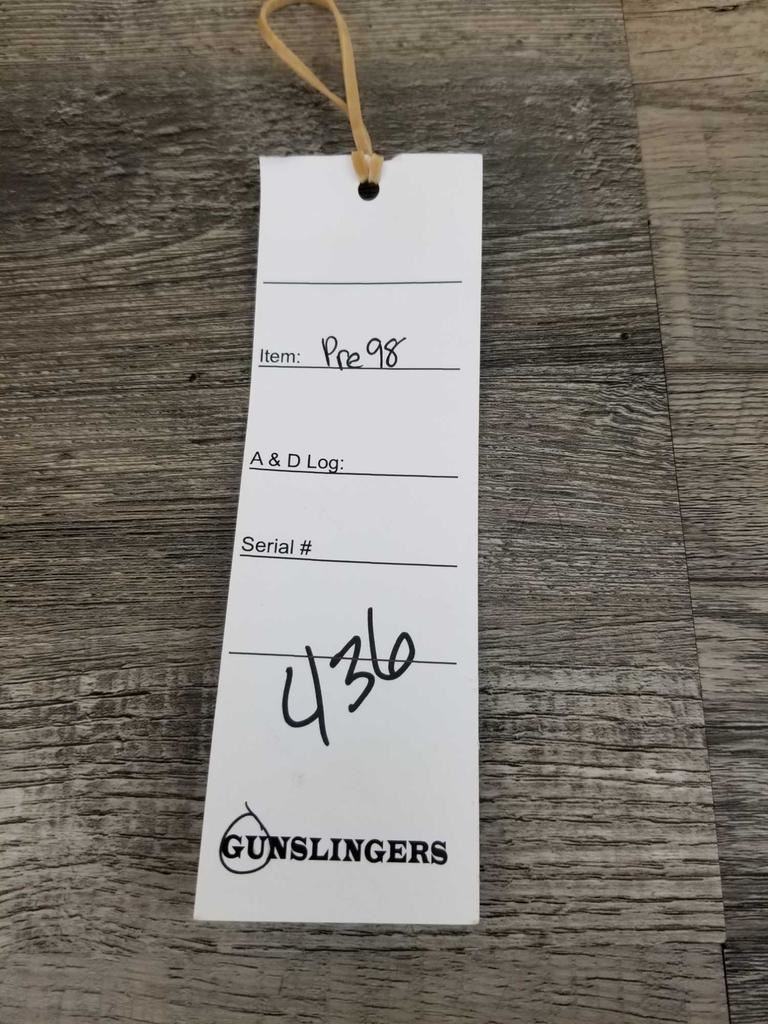 Item: Pre 98
A & D Log:
Serial #
436
GUNSLINGERS